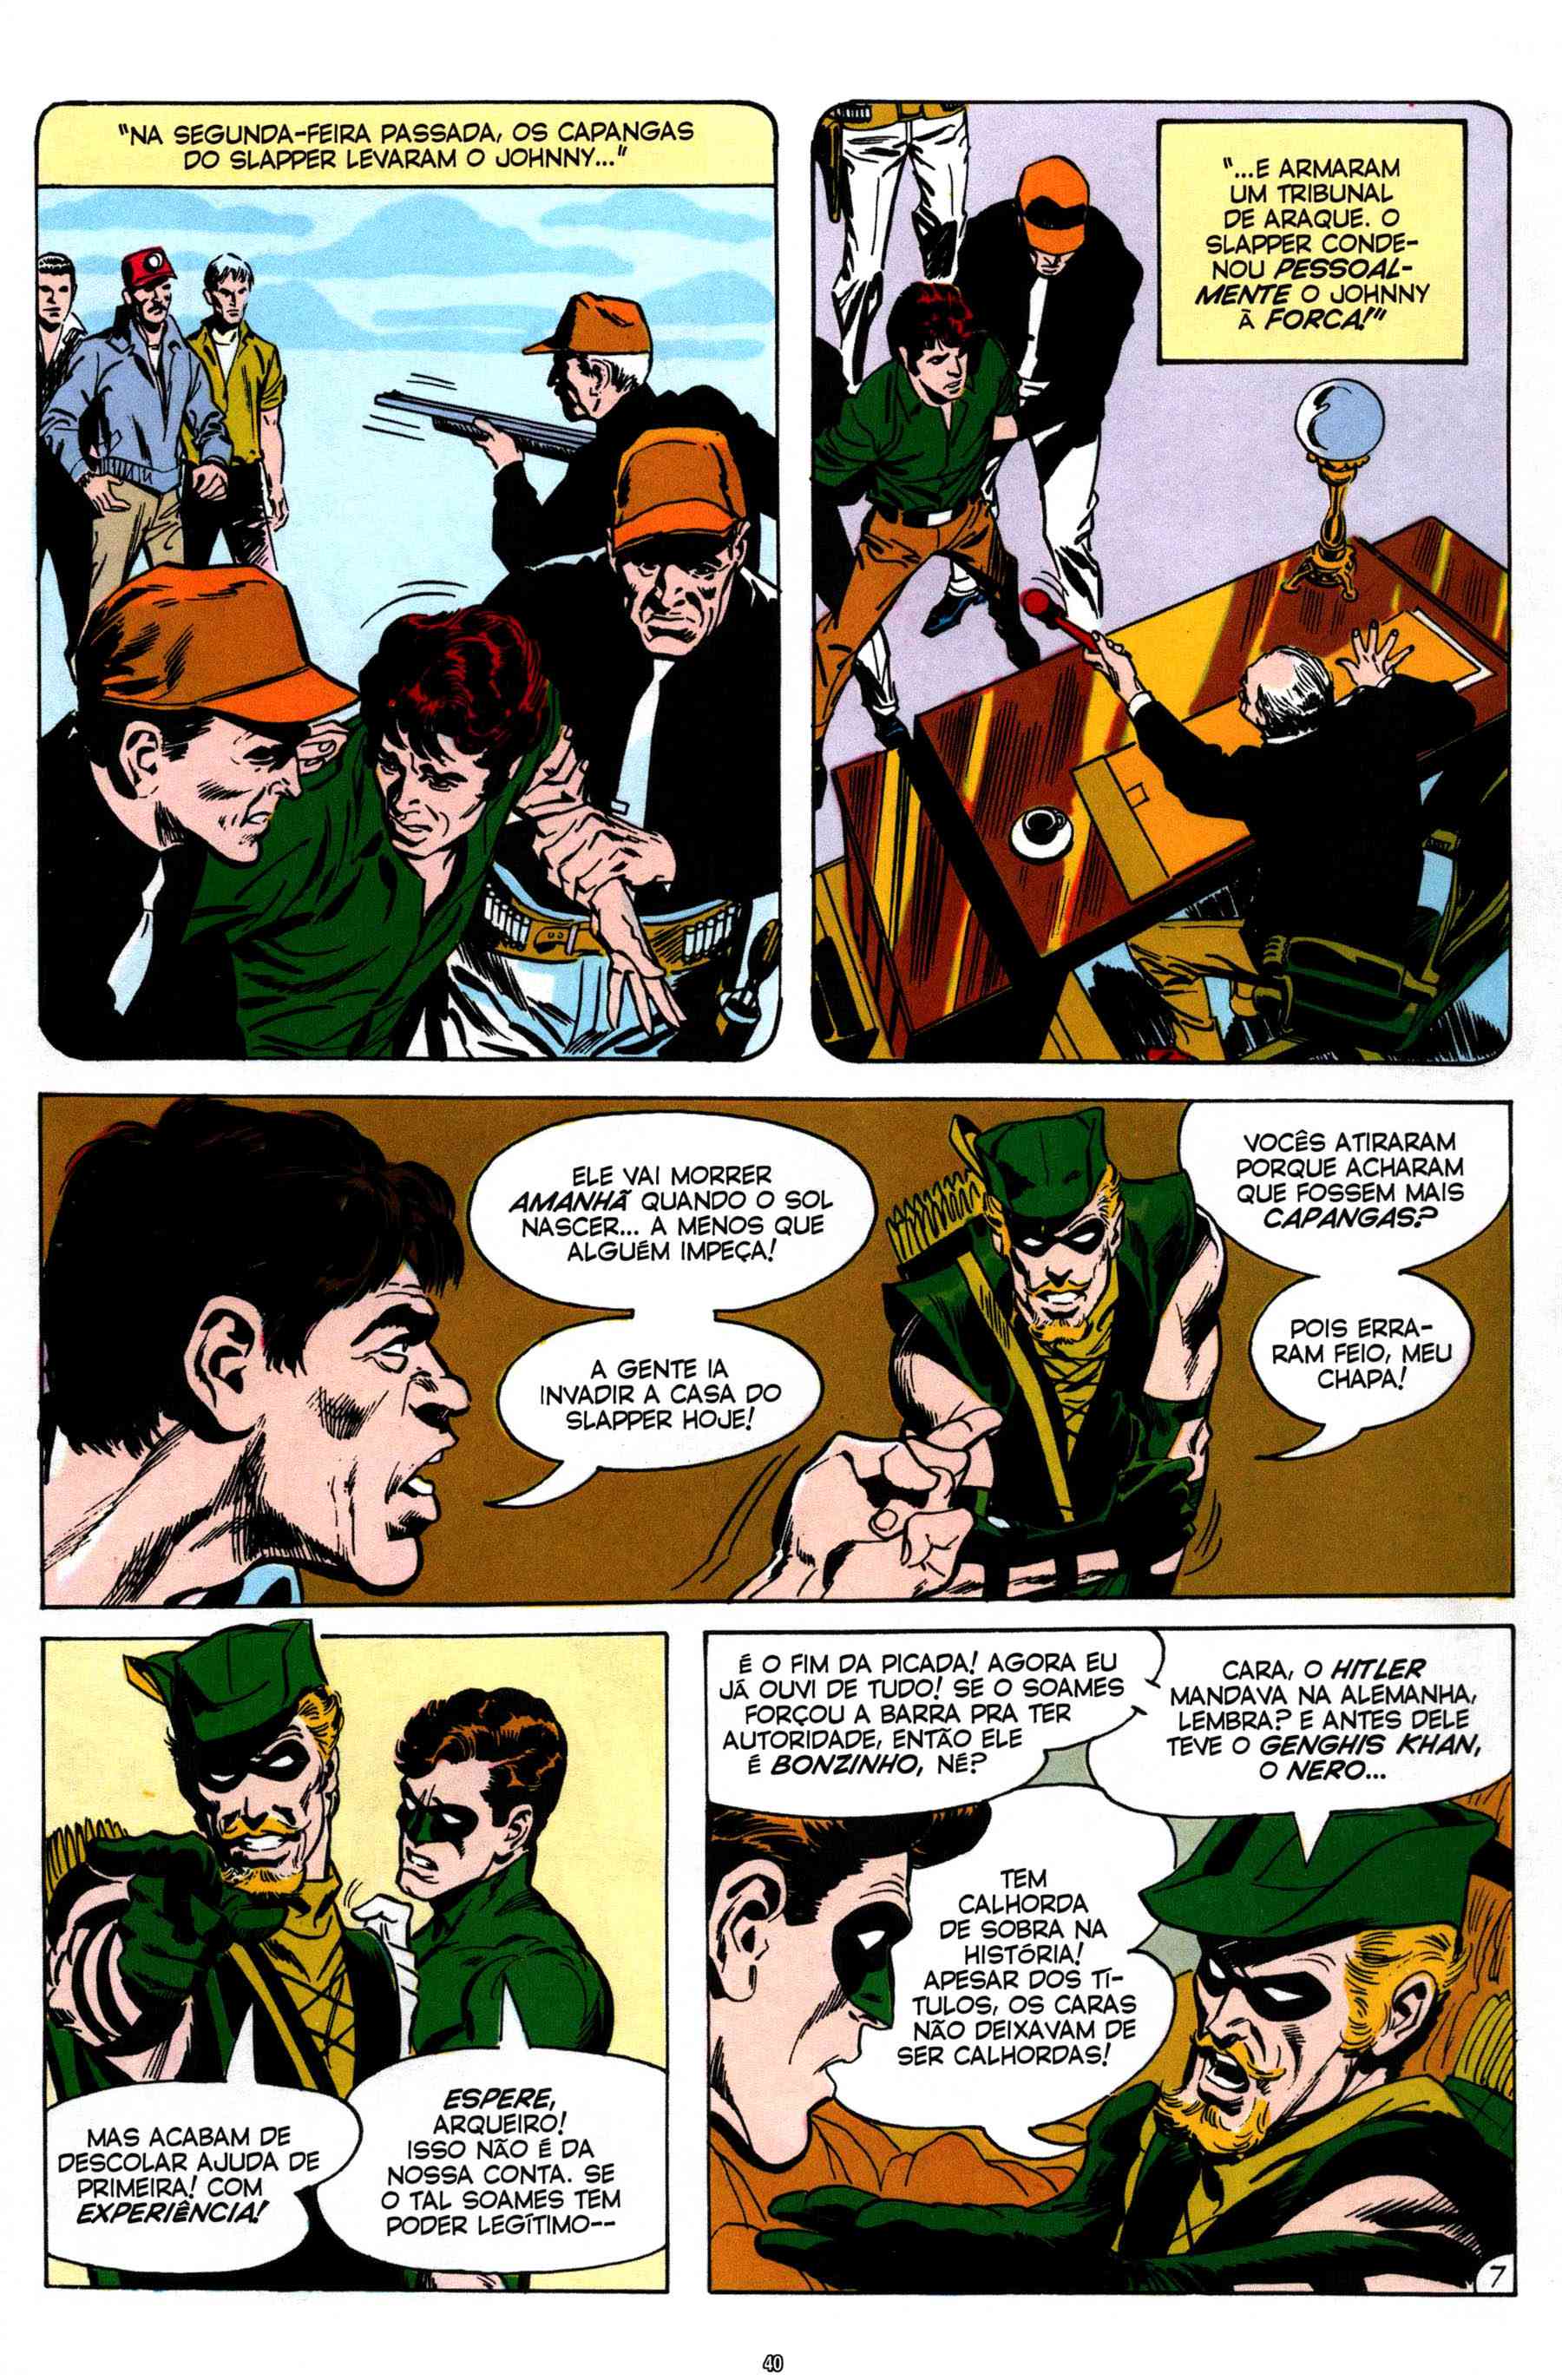 "NA SEGUNDA-FEIRA PASSADA, OS CAPANGAS
DO SLAPPER LEVARAM O JOHNNY..."
"...E ARMARAM
UM TRIBUNAL
DE ARAQUE. O
SLAPPER CONDE-
NOU PESSOAL-
MENTE O JOHNNY
À FORCA!"
ELE VAI MORRER
AMANHÃ QUANDO O SOL
NASCER... A MENOS QUE
ALGUÉM IMPEÇA!
A GENTE IA
INVADIR A CASA DO
SLAPPER HOJE!
VOCÊS ATIRARAM
PORQUE ACHARAM
QUE FOSSEM MAIS
CAPANGAS?
POIS ERRA-
RAM FEIO, MEU
CHAPA!
MAS ACABAM DE
DESCOLAR AJUDA DE
PRIMEIRA! COM
EXPERIÊNCIA!
ESPERE,
ARQUEIRO!
ISSO NÃO É DA
NOSSA CONTA. SE
O TAL SOAMES TEM
PODER LEGÍTIMO--
É O FIM DA PICADA! AGORA EU
JÁ OUVI DE TUDO! SE O SOAMES
FORÇOU A BARRA PRA TER
AUTORIDADE, ENTÃO ELE
É BONZINHO, NÉ?
CARA, O HITLER
MANDAVA NA ALEMANHA,
LEMBRA? E ANTES DELE
TEVE O GENGHIS KHAN,
O NERO...
TEM
CALHORDA
DE SOBRA NA
HISTÓRIA!
APESAR DOS TÍ-
TULOS, OS CARAS
NÃO DEIXAVAM DE
SER CALHORDAS!
7
40